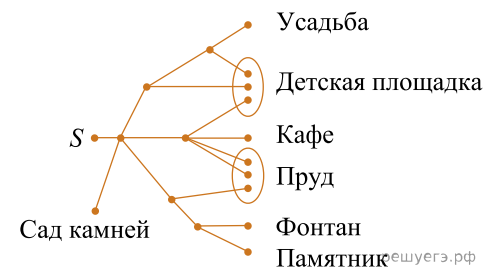 Усадьба
Детская площадка
S
Кафе
Пруд
Сад камней
Фонтан
Памятник
решуегэ.рф